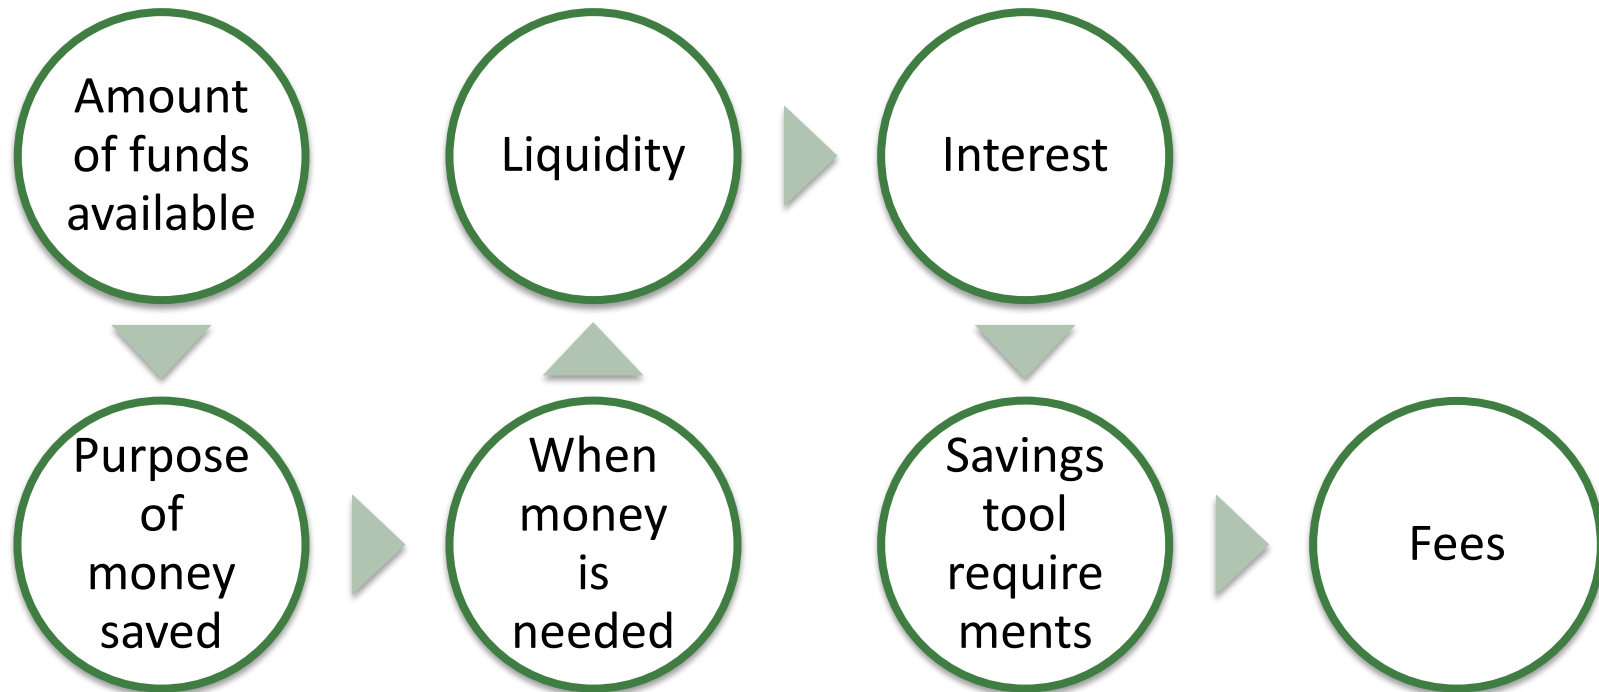 Amount
of funds
available
Purpose
of
money
saved
When
money
is
needed
Liquidity
Interest
Savings
tool
require
ments
Fees